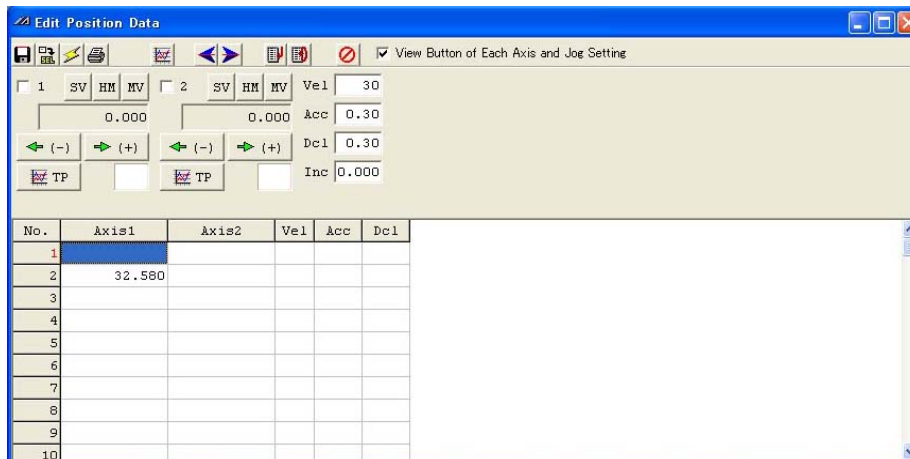 Edit Position Data
SEL View Button of Each Axis and Jog Setting
1 SV HM MV 2 SV HM MV Vel 30
0.000 0.000 Acc 0.30
(-) (+) (-) (+) Dcl 0.30
TP TP Inc 0.000
No. Axis1 Axis2 Vel Acc Dcl
1
2 32.580
3
4
5
6
7
8
9
10